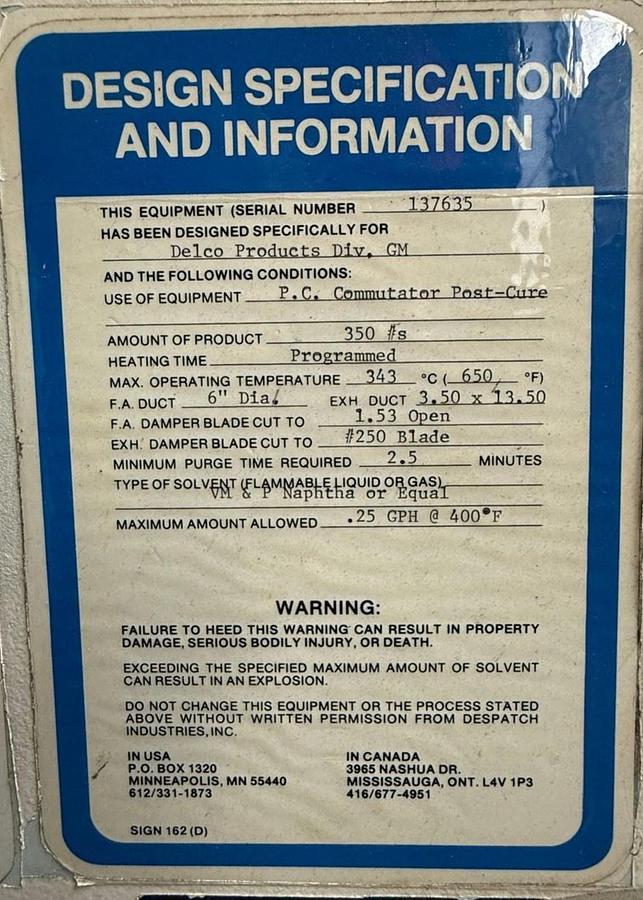 DESIGN SPECIFICATION
AND INFORMATION
THIS EQUIPMENT (SERIAL NUMBER 137635 )
HAS BEEN DESIGNED SPECIFICALLY FOR
Delco Products Div. GM
AND THE FOLLOWING CONDITIONS:
USE OF EQUIPMENT P.C. Commutator Post-Cure
AMOUNT OF PRODUCT 350 #s
HEATING TIME Programmed
MAX. OPERATING TEMPERATURE 343 °C ( 650 °F)
F.A. DUCT 6" Dia. EXH DUCT 3.50 x 13.50
F.A. DAMPER BLADE CUT TO 1.53 Open
EXH. DAMPER BLADE CUT TO #250 Blade
MINIMUM PURGE TIME REQUIRED 2.5 MINUTES
TYPE OF SOLVENT (FLAMMABLE LIQUID OR GAS)
VM & P Naphtha or Equal
MAXIMUM AMOUNT ALLOWED .25 GPH @ 400°F
WARNING:
FAILURE TO HEED THIS WARNING CAN RESULT IN PROPERTY
DAMAGE, SERIOUS BODILY INJURY, OR DEATH.
EXCEEDING THE SPECIFIED MAXIMUM AMOUNT OF SOLVENT
CAN RESULT IN AN EXPLOSION.
DO NOT CHANGE THIS EQUIPMENT OR THE PROCESS STATED
ABOVE WITHOUT WRITTEN PERMISSION FROM DESPATCH
INDUSTRIES, INC.
IN USA
P.O. BOX 1320
MINNEAPOLIS, MN 55440
612/331-1873
IN CANADA
3965 NASHUA DR.
MISSISSAUGA, ONT. L4V 1P3
416/677-4951
SIGN 162 (D)